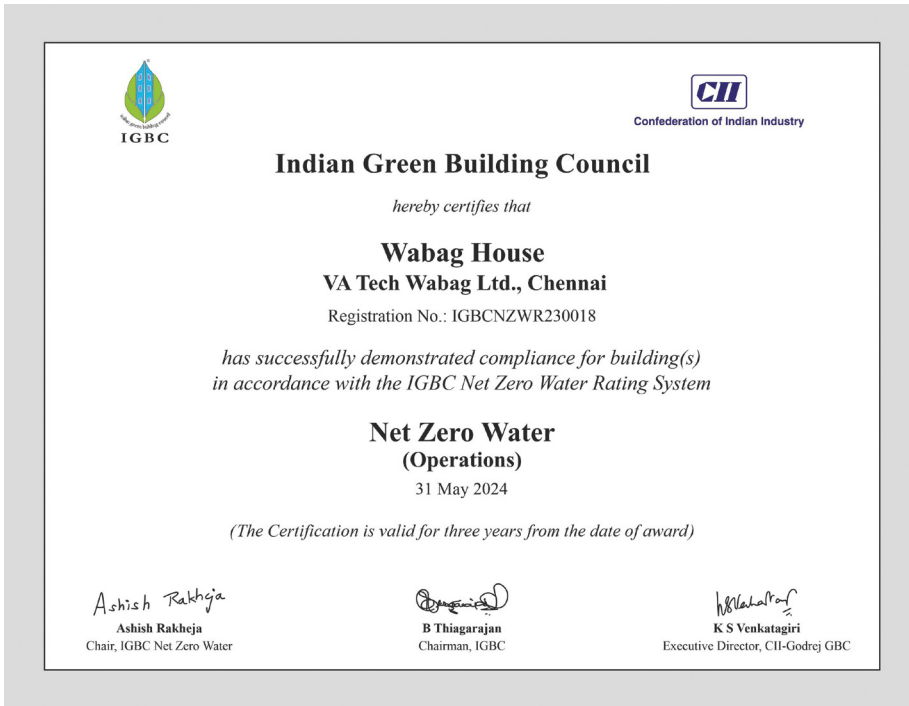 indian green building council
IGBC
CII
Confederation of Indian Industry
Indian Green Building Council
hereby certifies that
Wabag House
VA Tech Wabag Ltd., Chennai
Registration No.: IGBCNZWR230018
has successfully demonstrated compliance for building(s)
in accordance with the IGBC Net Zero Water Rating System
Net Zero Water
(Operations)
31 May 2024
(The Certification is valid for three years from the date of award)
Ashish Rakheja
Ashish Rakheja
Chair, IGBC Net Zero Water
B Thiagarajan
Chairman, IGBC
K S Venkatagiri
Executive Director, CII-Godrej GBC